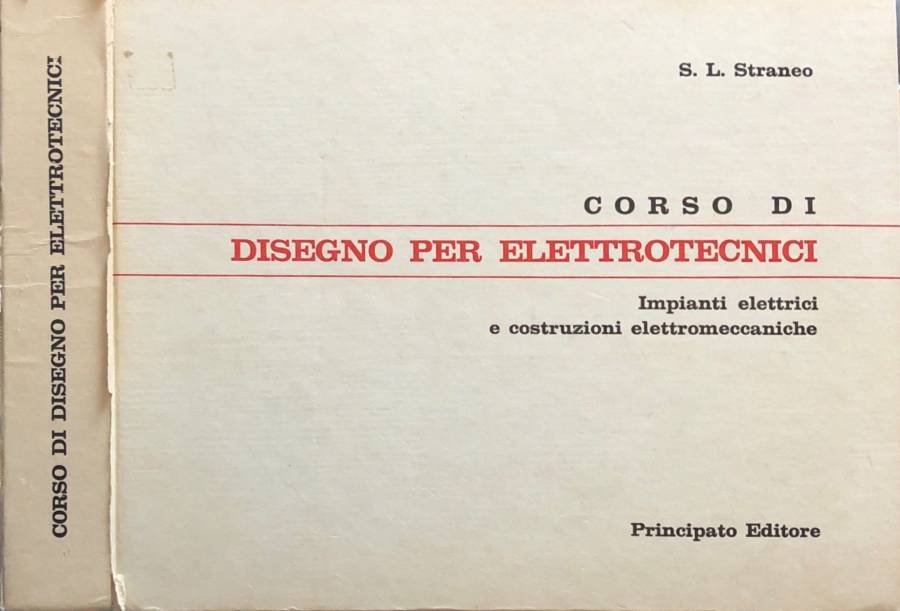 CORSO DI DISEGNO PER ELETTROTECNICI
S. L. Straneo
CORSO DI
DISEGNO PER ELETTROTECNICI
Impianti elettrici
e costruzioni elettromeccaniche
Principato Editore